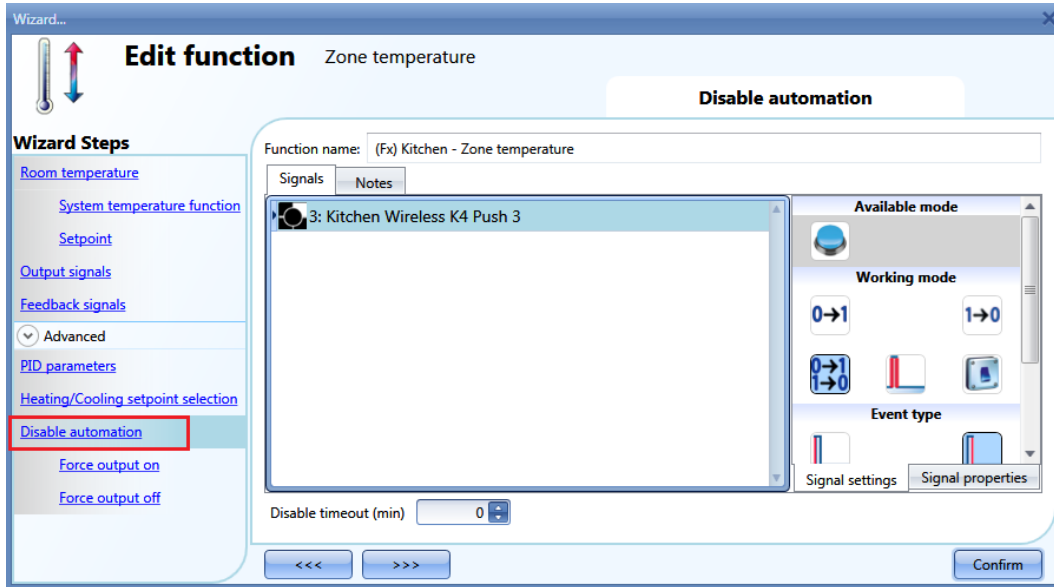 Wizard...
Edit function Zone temperature
Disable automation
Wizard Steps
Room temperature
System temperature function
Setpoint
Output signals
Feedback signals
Advanced
PID parameters
Heating/Cooling setpoint selection
Disable automation
Force output on
Force output off
Function name: (Fx) Kitchen - Zone temperature
Signals Notes
3: Kitchen Wireless K4 Push 3
Available mode
Working mode
0→1 1→0
0→1
1→0
Event type
Signal settings Signal properties
Disable timeout (min) 0
<<< >>> Confirm